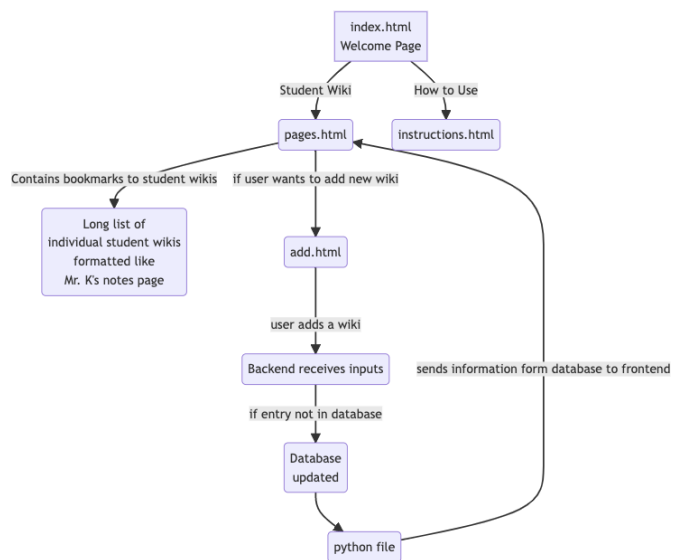 index.html
Welcome Page
Student Wiki
How to Use
pages.html
instructions.html
Contains bookmarks to student wikis
if user wants to add new wiki
Long list of
individual student wikis
formatted like
Mr. K's notes page
add.html
user adds a wiki
Backend receives inputs
sends information form database to frontend
if entry not in database
Database
updated
python file